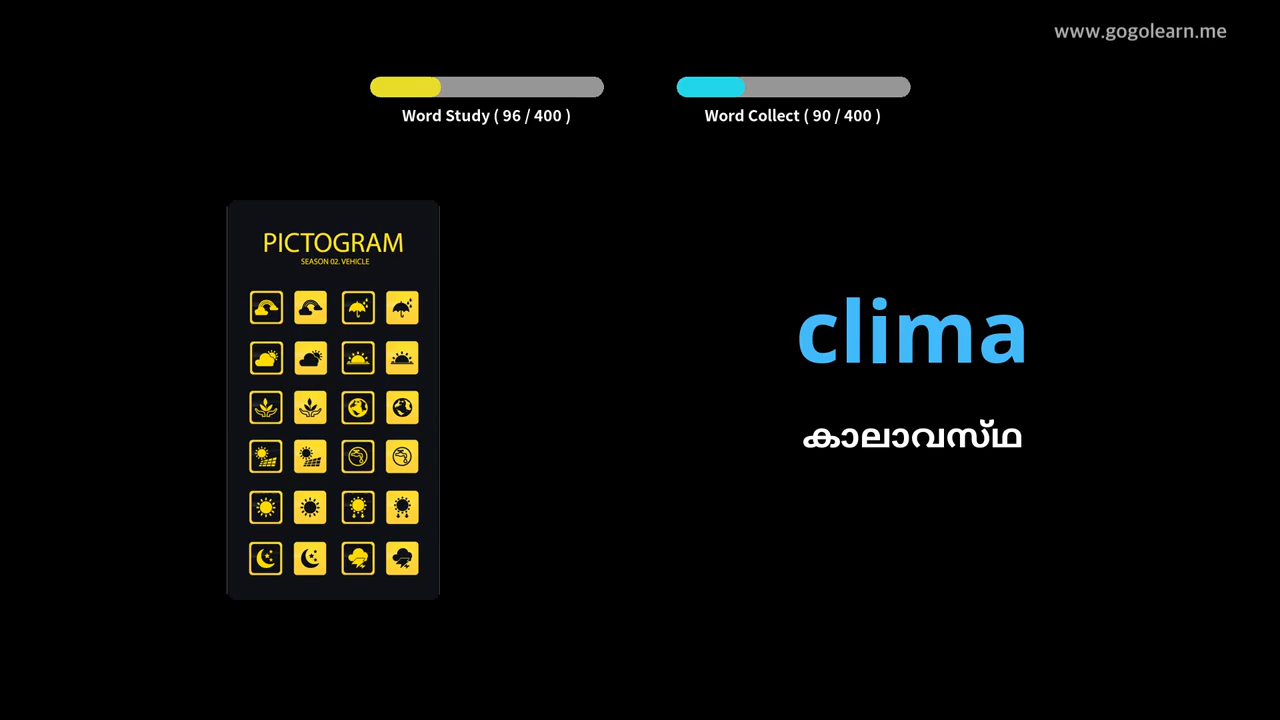 www.gogolearn.me
Word Study ( 96 / 400 )
Word Collect ( 90 / 400 )
PICTOGRAM
SEASON 02. VEHICLE
clima
കാലാവസ്ഥ